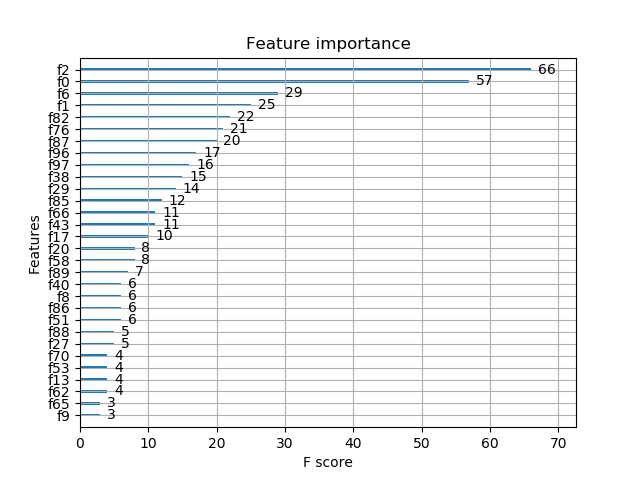 Feature importance
f2 66
f0 57
f6 29
f1 25
f82 22
f76 21
f87 20
f96 17
f97 16
f38 15
f29 14
f85 12
f66 11
f43 11
f17 10
f20 8
f58 8
f89 7
f40 6
f8 6
f86 6
f51 6
f88 5
f27 5
f70 4
f53 4
f13 4
f62 4
f65 3
f9 3
Features
0 10 20 30 40 50 60 70
F score